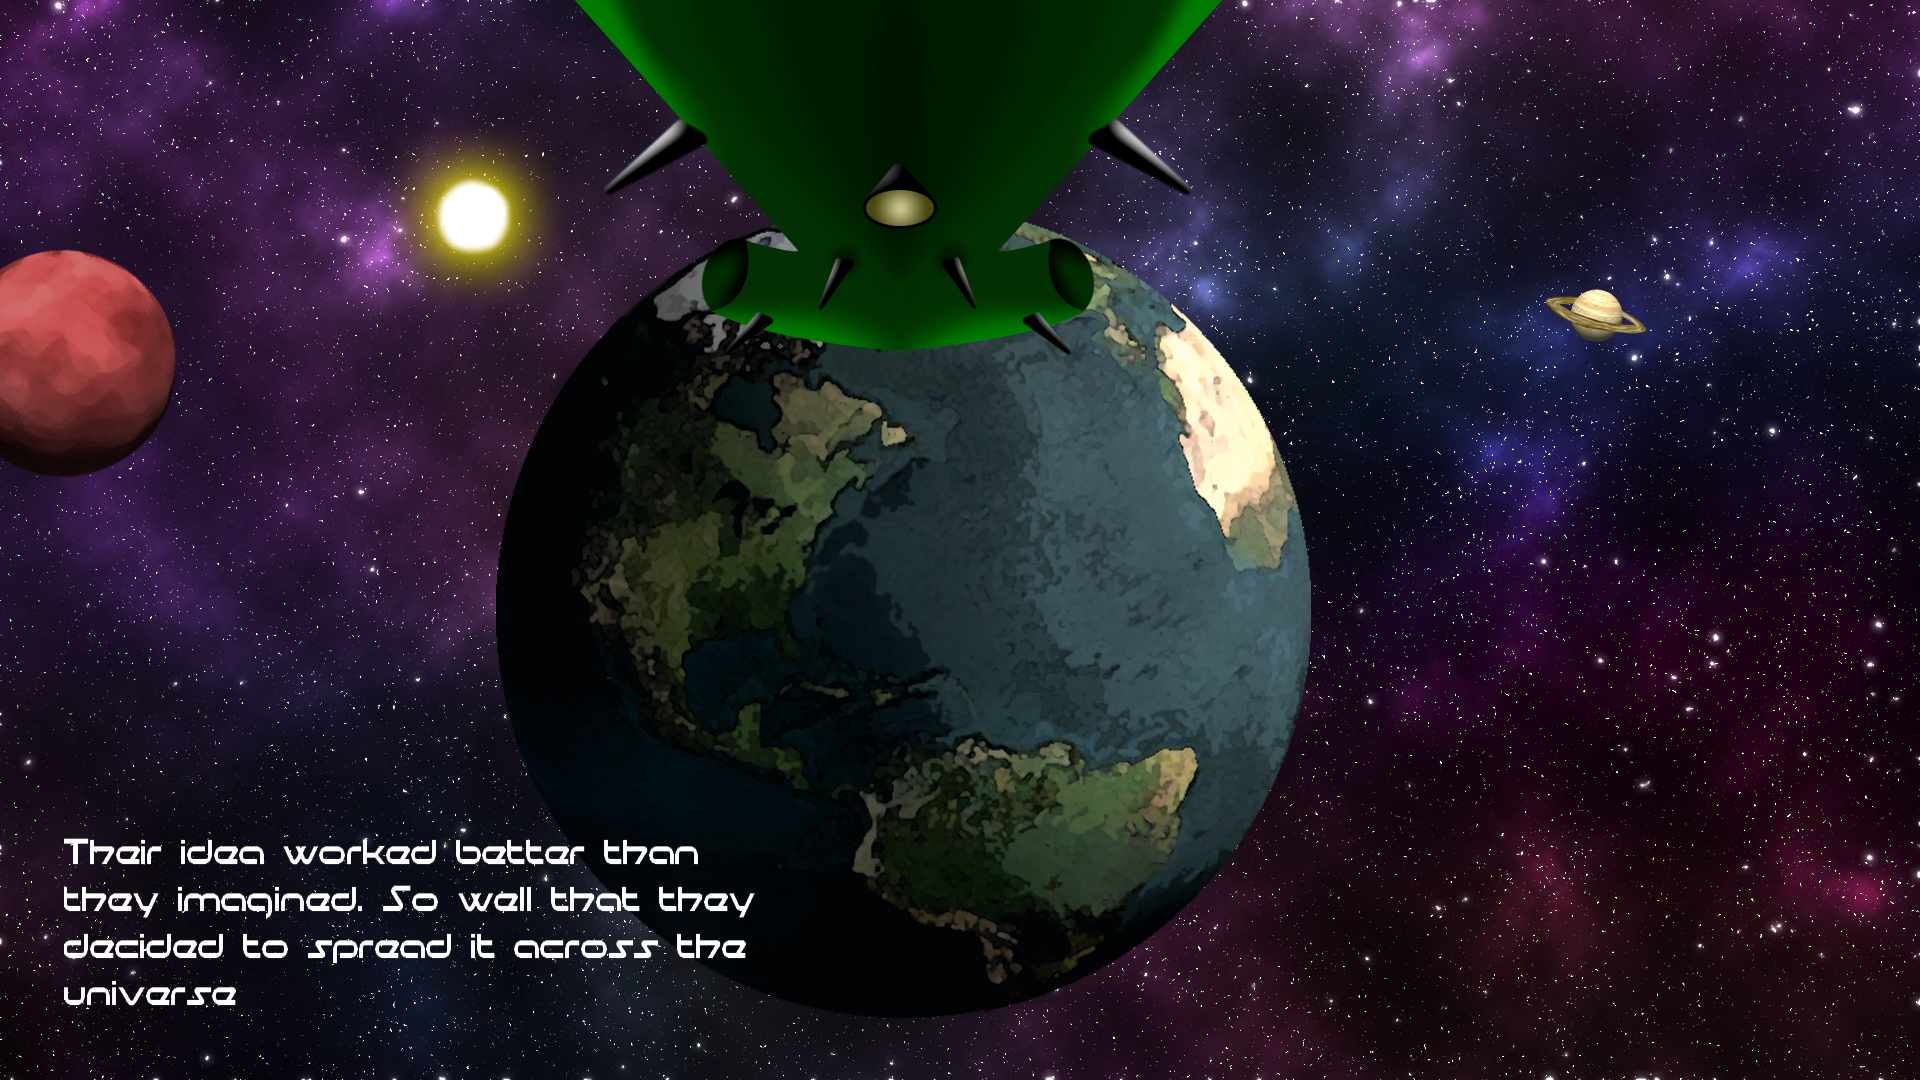 Their idea worked better than
they imagined. So well that they
decided to spread it across the
universe